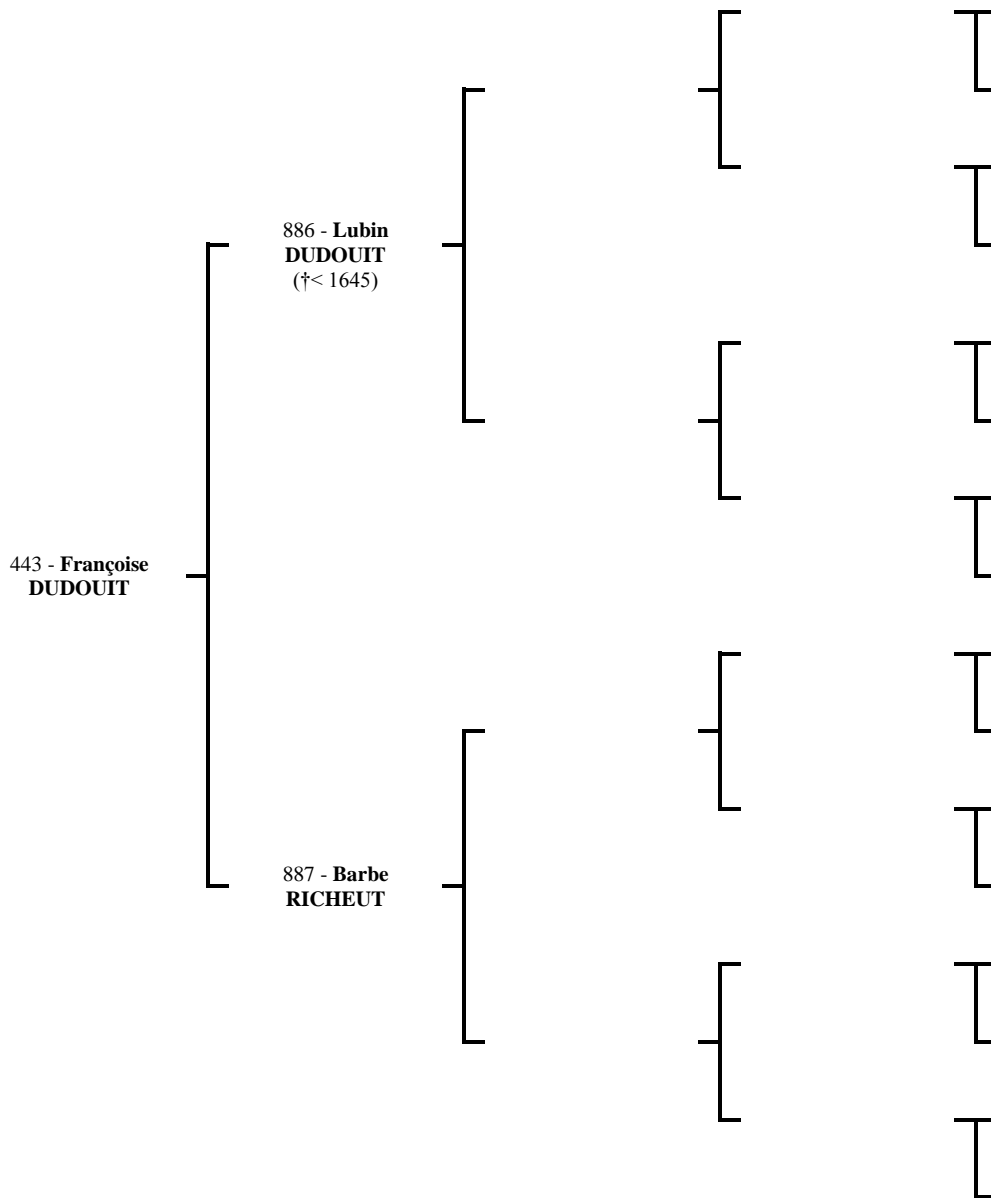 886 - Lubin
DUDOUIT
(†< 1645)
443 - Françoise
DUDOUIT
887 - Barbe
RICHEUT